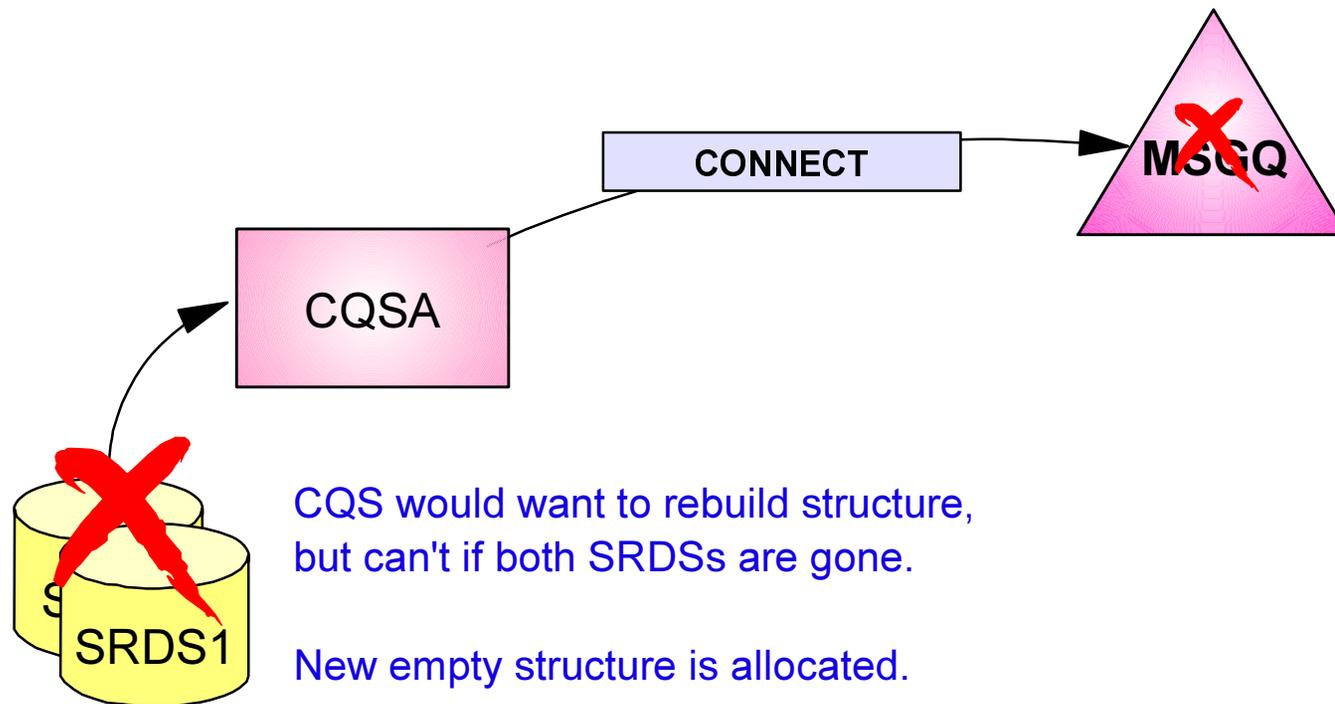 CONNECT
MSGQ
CQSA
CQS would want to rebuild structure,
but can't if both SRDSs are gone.
S
SRDS1
New empty structure is allocated.